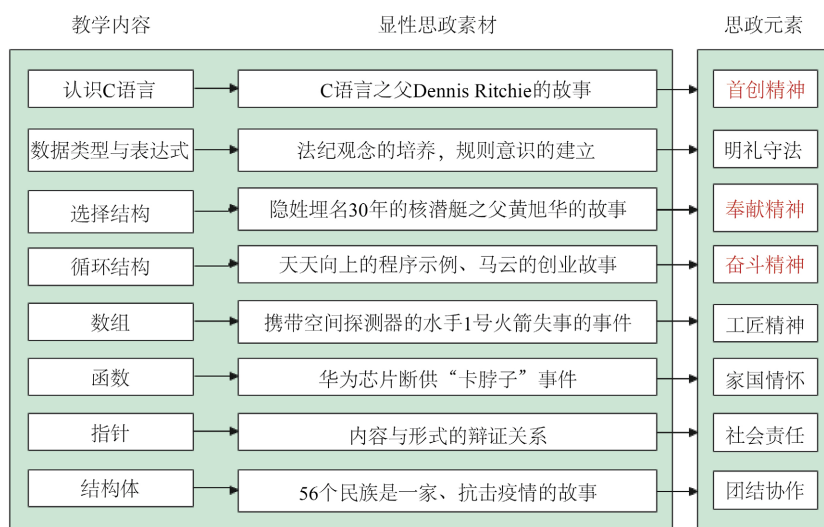 教学内容 显性思政素材 思政元素
认识C语言 C语言之父Dennis Ritchie的故事 首创精神
数据类型与表达式 法纪观念的培养，规则意识的建立 明礼守法
选择结构 隐姓埋名30年的核潜艇之父黄旭华的故事 奉献精神
循环结构 天天向上的程序示例、马云的创业故事 奋斗精神
数组 携带空间探测器的水手1号火箭失事的事件 工匠精神
函数 华为芯片断供“卡脖子”事件 家国情怀
指针 内容与形式的辩证关系 社会责任
结构体 56个民族是一家、抗击疫情的故事 团结协作